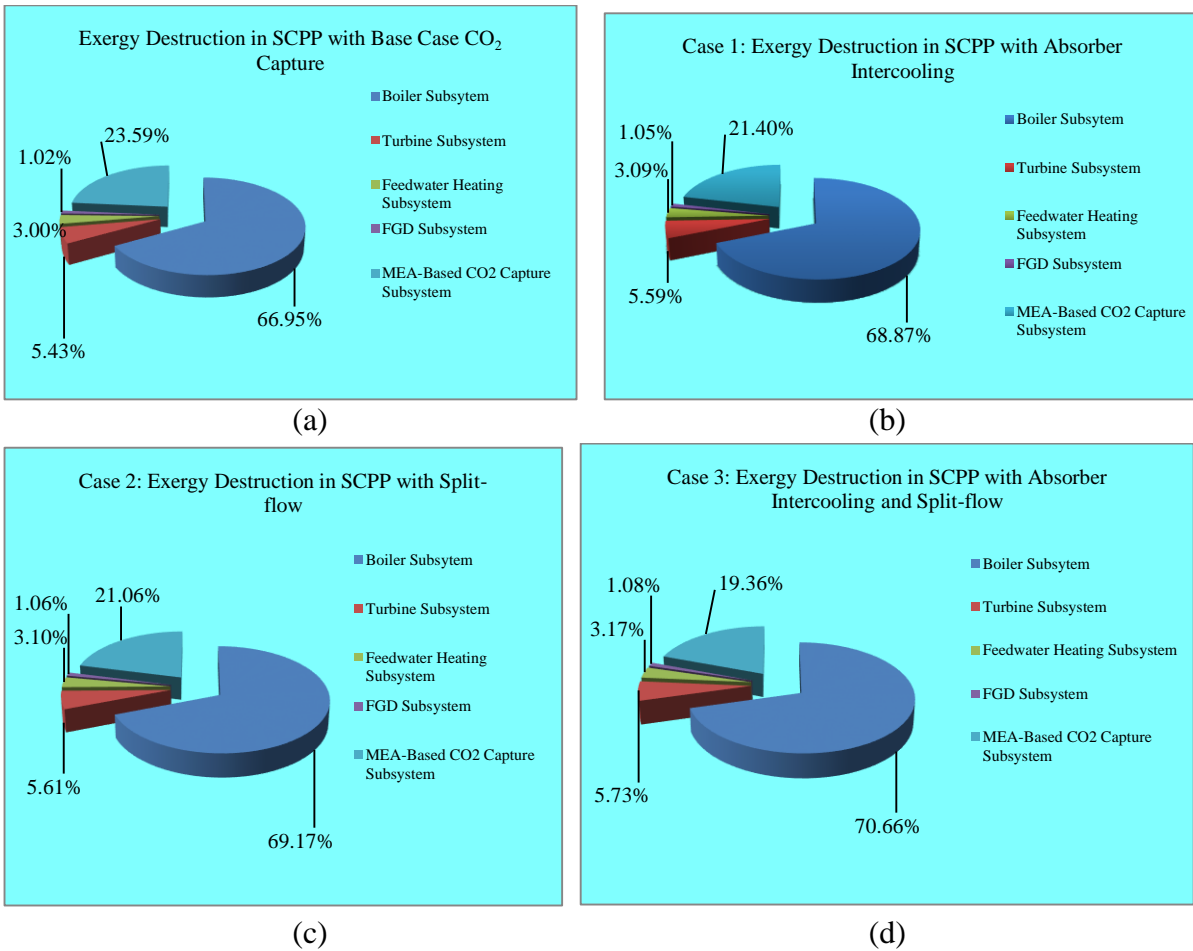 Exergy Destruction in SCPP with Base Case CO2
Capture
Boiler Subsytem
23.59%
1.02%
Turbine Subsystem
Feedwater Heating
Subsystem
3.00%
FGD Subsystem
MEA-Based CO2 Capture
Subsystem
66.95%
5.43%
(a)
Case 1: Exergy Destruction in SCPP with Absorber
Intercooling
Boiler Subsytem
21.40%
1.05%
3.09%
Turbine Subsystem
Feedwater Heating
Subsystem
FGD Subsystem
5.59%
MEA-Based CO2 Capture
Subsystem
68.87%
(b)
Case 2: Exergy Destruction in SCPP with Split-
flow
Boiler Subsytem
21.06%
1.06%
Turbine Subsystem
3.10%
Feedwater Heating
Subsystem
FGD Subsystem
MEA-Based CO2 Capture
Subsystem
5.61%
69.17%
(c)
Case 3: Exergy Destruction in SCPP with Absorber
Intercooling and Split-flow
Boiler Subsytem
19.36%
1.08%
Turbine Subsystem
3.17%
Feedwater Heating Subsystem
FGD Subsystem
MEA-Based CO2 Capture
Subsystem
5.73%
70.66%
(d)